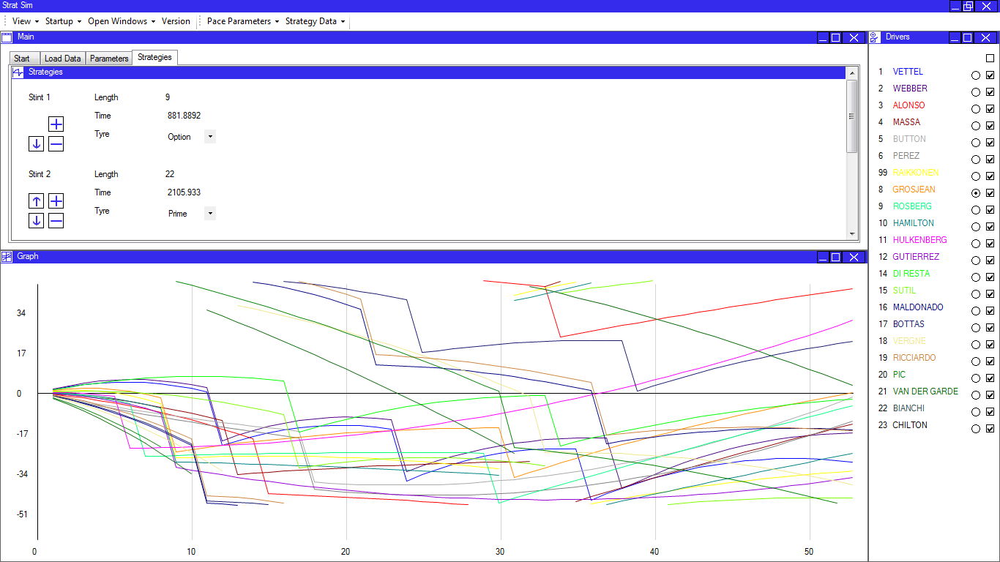 Strat Sim
View Startup Open Windows Version Pace Parameters Strategy Data
Main
Start Load Data Parameters Strategies
Strategies
Stint 1 Length 9
Time 881.8892
Tyre Option
Stint 2 Length 22
Time 2105.933
Tyre Prime
Graph
34
17
0
-17
-34
-51
0 10 20 30 40 50
Drivers
1 VETTEL
2 WEBBER
3 ALONSO
4 MASSA
5 BUTTON
6 PEREZ
99 RAIKKONEN
8 GROSJEAN
9 ROSBERG
10 HAMILTON
11 HULKENBERG
12 GUTIERREZ
14 DI RESTA
15 SUTIL
16 MALDONADO
17 BOTTAS
18 VERGNE
19 RICCIARDO
20 PIC
21 VAN DER GARDE
22 BIANCHI
23 CHILTON